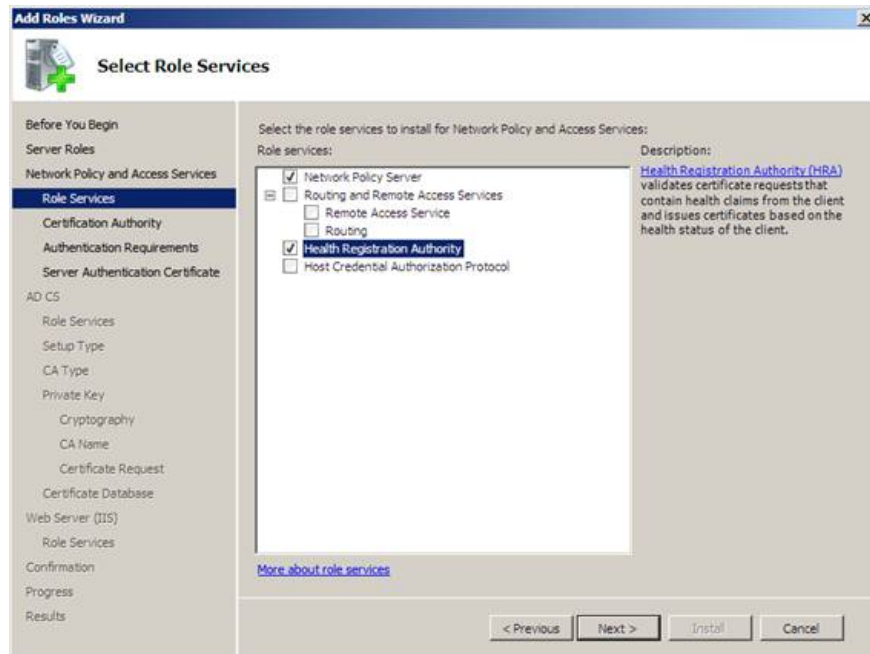 Add Roles Wizard
Select Role Services
Before You Begin
Server Roles
Network Policy and Access Services
Role Services
Certification Authority
Authentication Requirements
Server Authentication Certificate
AD CS
Role Services
Setup Type
CA Type
Private Key
Cryptography
CA Name
Certificate Request
Certificate Database
Web Server (IIS)
Role Services
Confirmation
Progress
Results
Select the role services to install for Network Policy and Access Services:
Role services:
Network Policy Server
Routing and Remote Access Services
Remote Access Service
Routing
Health Registration Authority
Host Credential Authorization Protocol
More about role services
Description:
Health Registration Authority (HRA)
validates certificate requests that
contain health claims from the client
and issues certificates based on the
health status of the client.
< Previous
Next >
Install
Cancel